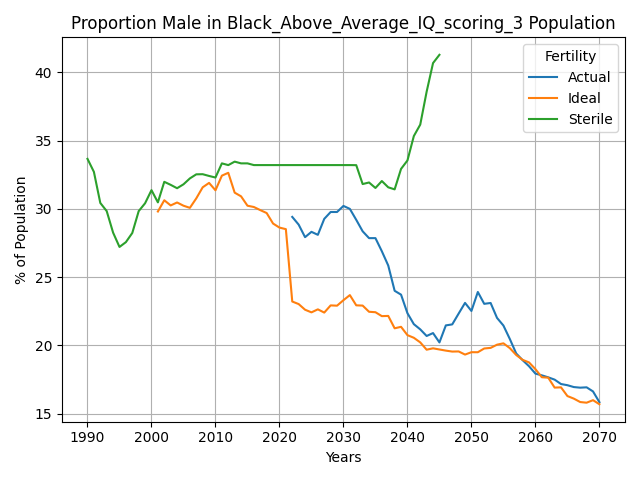 Proportion Male in Black_Above_Average_IQ_scoring_3 Population
Fertility
Actual
Ideal
Sterile
% of Population
40
35
30
25
20
15
1990 2000 2010 2020 2030 2040 2050 2060 2070
Years